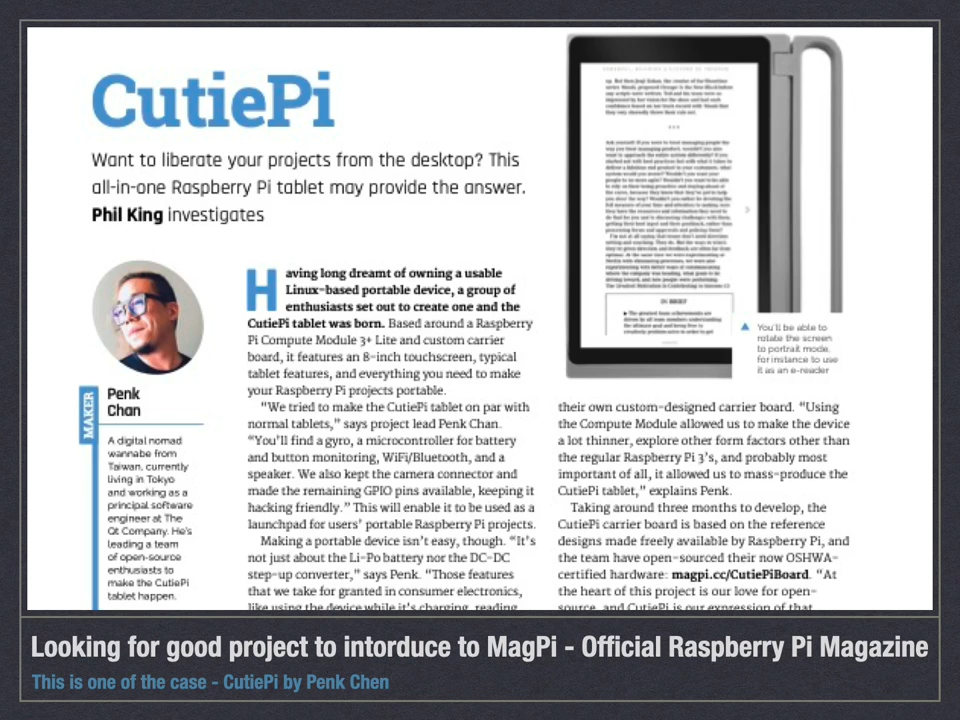 CutiePi
Want to liberate your projects from the desktop? This
all-in-one Raspberry Pi tablet may provide the answer.
Phil King investigates
MAKER
Penk
Chan
A digital nomad
wannabe from
Taiwan, currently
living in Tokyo
and working as a
principal software
engineer at The
Qt Company. He's
leading a team
of open-source
enthusiasts to
make the CutiePi
tablet happen.
Having long dreamt of owning a usable
Linux-based portable device, a group of
enthusiasts set out to create one and the
CutiePi tablet was born. Based around a Raspberry
Pi Compute Module 3+ Lite and custom carrier
board, it features an 8-inch touchscreen, typical
tablet features, and everything you need to make
your Raspberry Pi projects portable.
"We tried to make the CutiePi tablet on par with
normal tablets," says project lead Penk Chan.
"You'll find a gyro, a microcontroller for battery
and button monitoring, WiFi/Bluetooth, and a
speaker. We also kept the camera connector and
made the remaining GPIO pins available, keeping it
hacking friendly." This will enable it to be used as a
launchpad for users' portable Raspberry Pi projects.
Making a portable device isn't easy, though. "It's
not just about the Li-Po battery nor the DC-DC
step-up converter," says Penk. "Those features
that we take for granted in consumer electronics,
like using the device while it's charging, reading
IN BRIEF
You'll be able to
rotate the screen
to portrait mode,
for instance to use
it as an e-reader
their own custom-designed carrier board. "Using
the Compute Module allowed us to make the device
a lot thinner, explore other form factors other than
the regular Raspberry Pi 3's, and probably most
important of all, it allowed us to mass-produce the
CutiePi tablet," explains Penk.
Taking around three months to develop, the
CutiePi carrier board is based on the reference
designs made freely available by Raspberry Pi, and
the team have open-sourced their now OSHWA-
certified hardware: magpi.cc/CutiePiBoard. "At
the heart of this project is our love for open-
source, and CutiePi is our expression of that
Looking for good project to intorduce to MagPi - Official Raspberry Pi Magazine
This is one of the case - CutiePi by Penk Chen